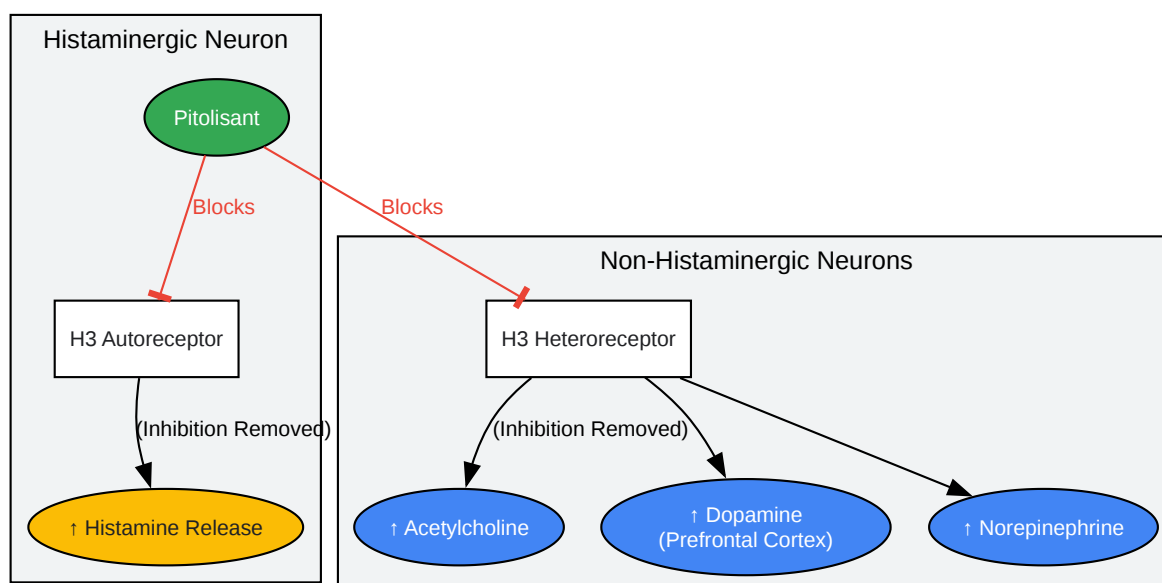 Histaminergic Neuron
Pitolisant
Blocks
Blocks
Non-Histaminergic Neurons
H3 Autoreceptor
H3 Heteroreceptor
(Inhibition Removed)
(Inhibition Removed)
↑ Histamine Release
↑ Acetylcholine
↑ Dopamine
(Prefrontal Cortex)
↑ Norepinephrine